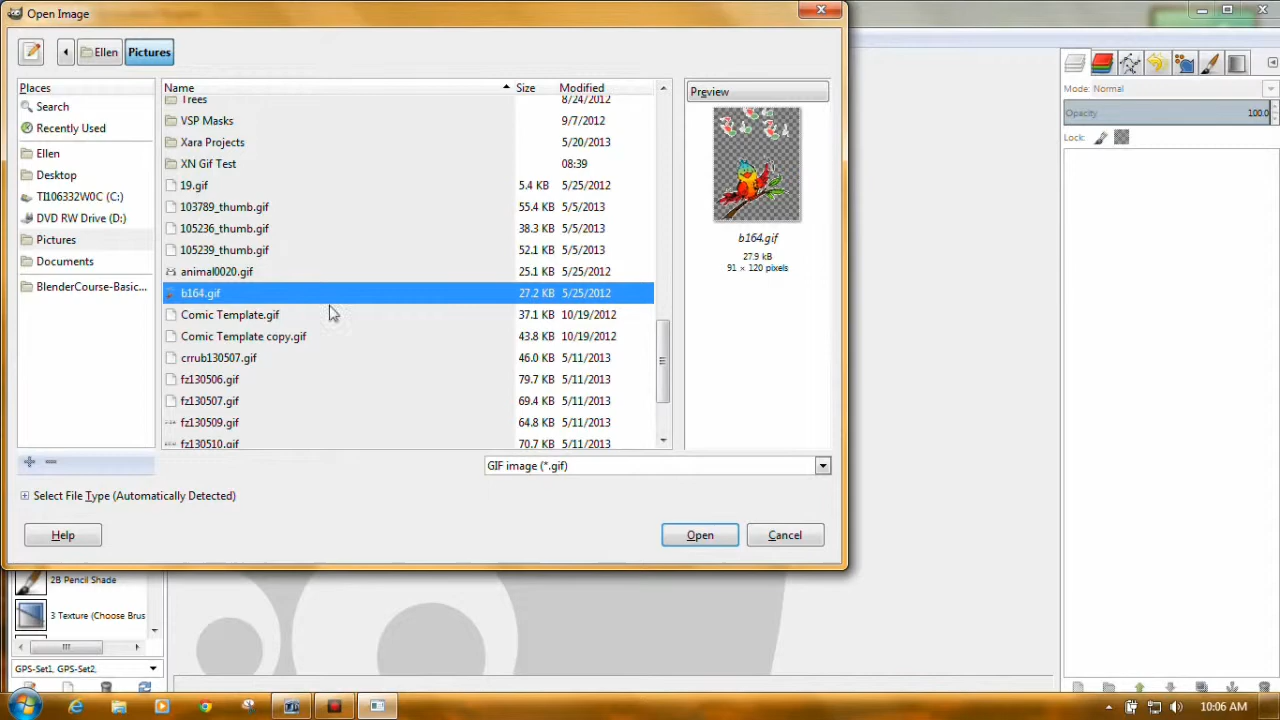 Open Image
Ellen
Pictures
Places
Search
Recently Used
Ellen
Desktop
TI106332W0C (C:)
DVD RW Drive (D:)
Pictures
Documents
BlenderCourse-Basic...
Name Size Modified
Trees 8/24/2012
VSP Masks 9/7/2012
Xara Projects 5/20/2013
XN Gif Test 08:39
19.gif 5.4 KB 5/25/2012
103789_thumb.gif 55.4 KB 5/5/2013
105236_thumb.gif 38.3 KB 5/5/2013
105239_thumb.gif 52.1 KB 5/5/2013
animal0020.gif 25.1 KB 5/25/2012
b164.gif 27.2 KB 5/25/2012
Comic Template.gif 37.1 KB 10/19/2012
Comic Template copy.gif 43.8 KB 10/19/2012
crrub130507.gif 46.0 KB 5/11/2013
fz130506.gif 79.7 KB 5/11/2013
fz130507.gif 69.4 KB 5/11/2013
fz130509.gif 64.8 KB 5/11/2013
fz130510.gif 70.7 KB 5/11/2013
Preview
b164.gif
27.9 kB
91 × 120 pixels
GIF image (*.gif)
Select File Type (Automatically Detected)
Help
Open
Cancel
Mode: Normal
Opacity 100.0
Lock:
2B Pencil Shade
3 Texture (Choose Brus
GPS-Set1, GPS-Set2,
10:06 AM